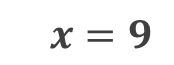 x = 9